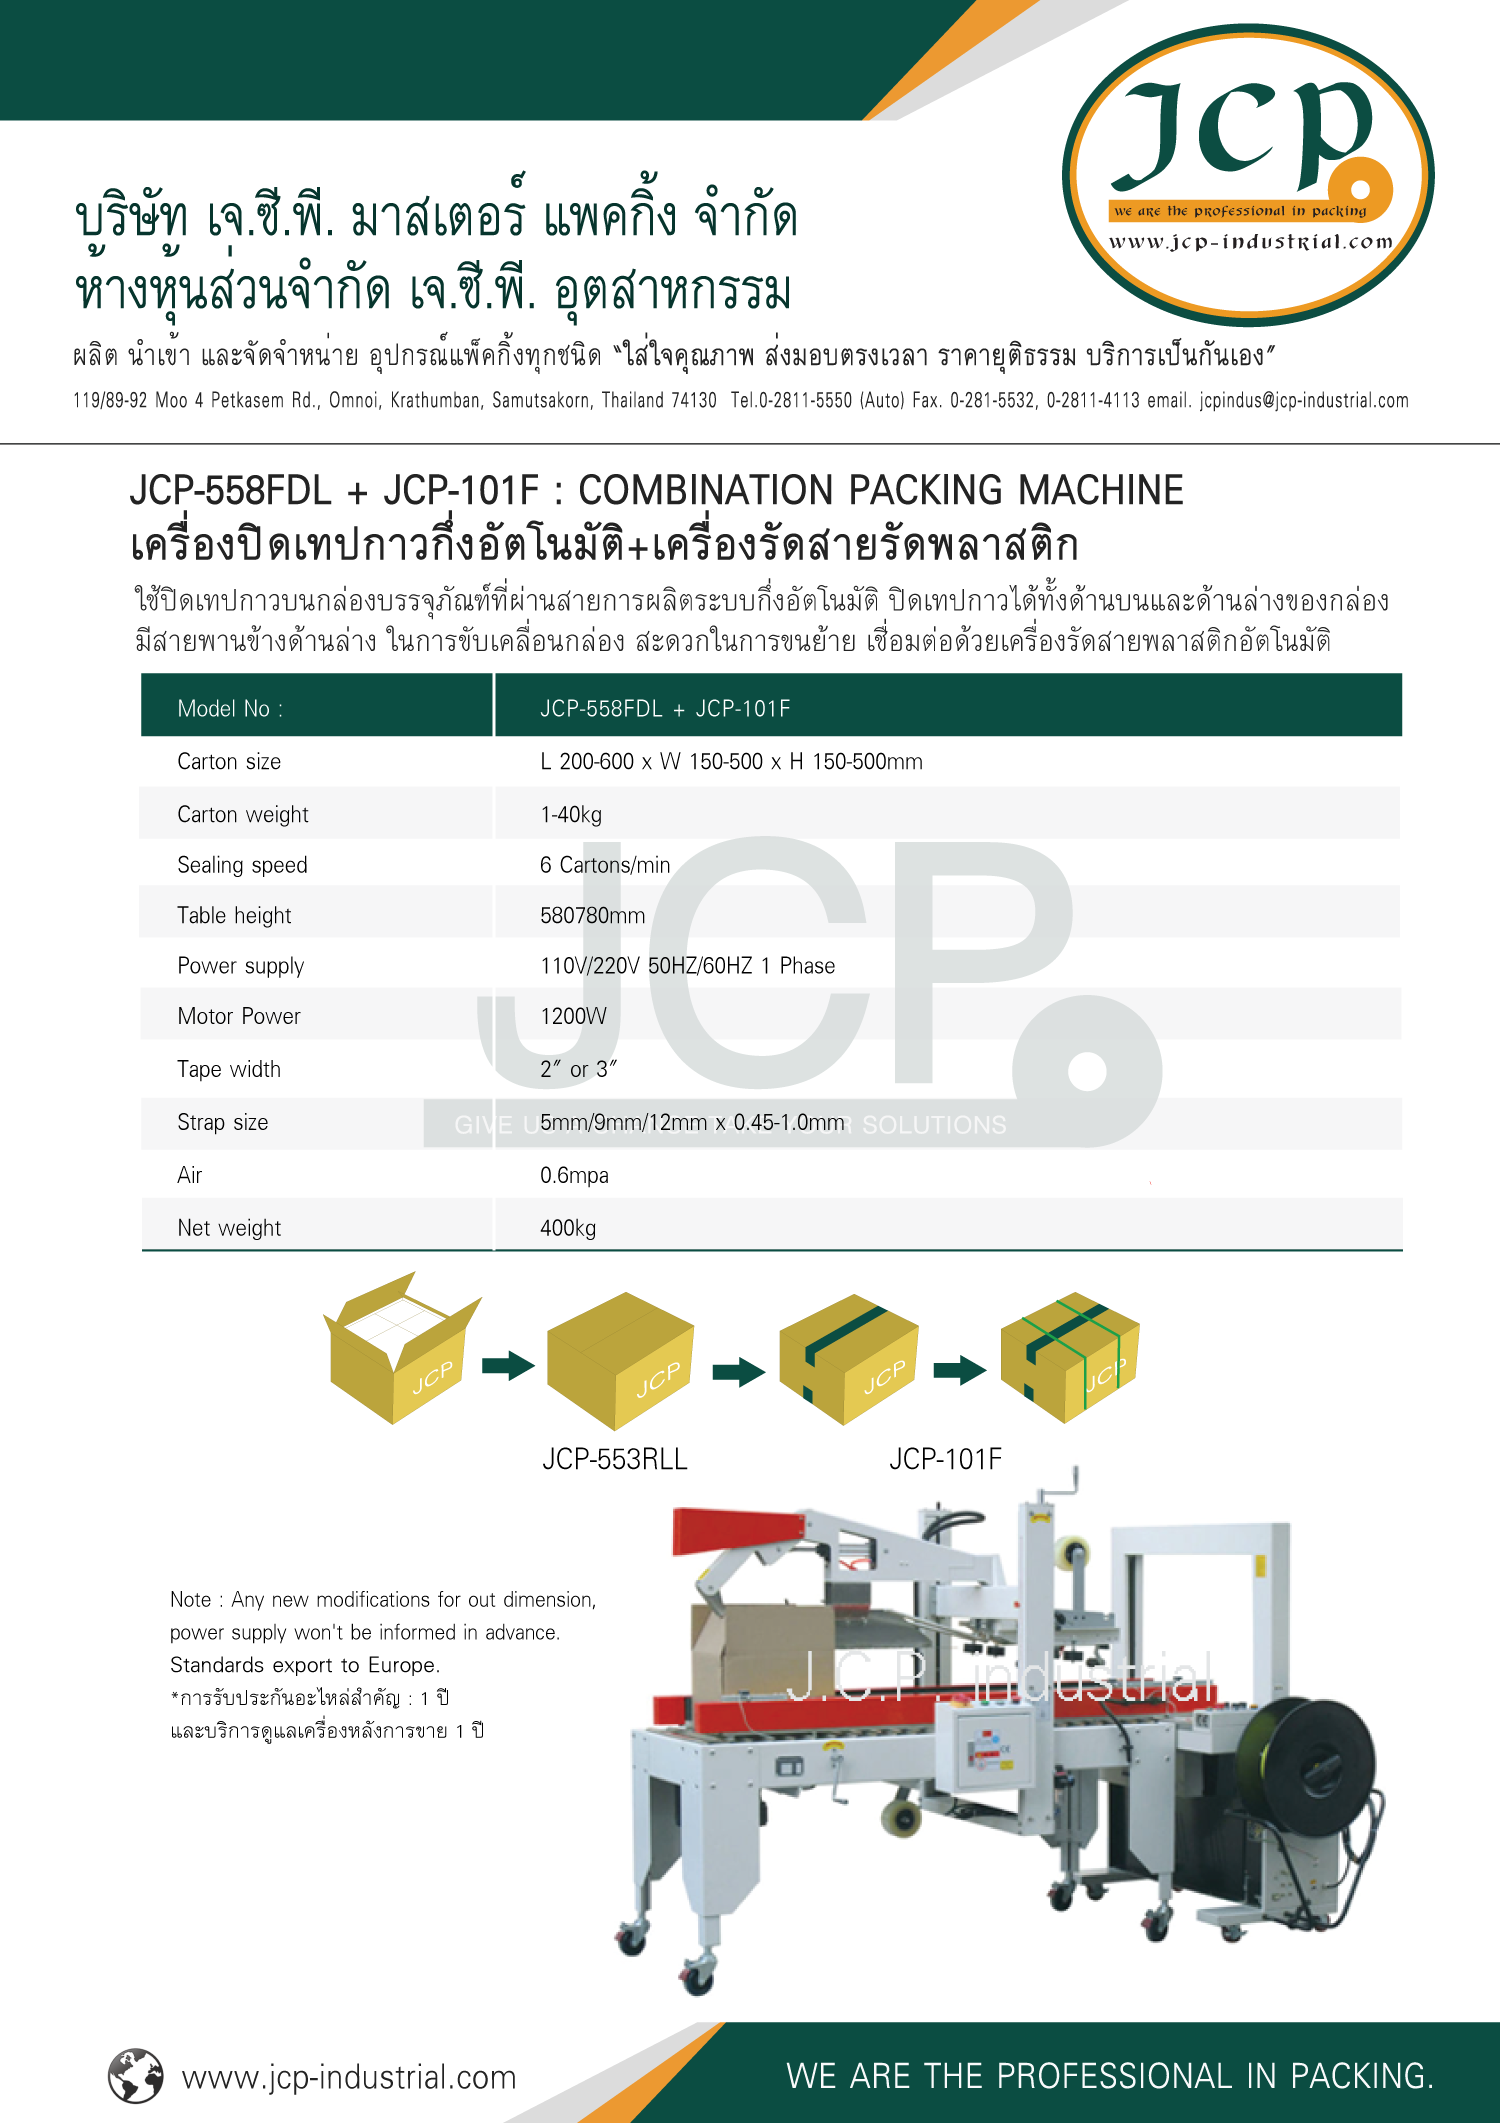 JCP
we are the professional in packing
www.jcp-industrial.com
บริษัท เจ.ซี.พี. มาสเตอร์ แพคกิ้ง จำกัด
ห้างหุ้นส่วนจำกัด เจ.ซี.พี. อุตสาหกรรม
ผลิต นำเข้า และจัดจำหน่าย อุปกรณ์แพ็คกิ้งทุกชนิด “ใส่ใจคุณภาพ ส่งมอบตรงเวลา ราคายุติธรรม บริการเป็นกันเอง”
119/89-92 Moo 4 Petkasem Rd., Omnoi, Krathumban, Samutsakorn, Thailand 74130 Tel.0-2811-5550 (Auto) Fax. 0-281-5532, 0-2811-4113 email. jcpindus@jcp-industrial.com
JCP-558FDL + JCP-101F : COMBINATION PACKING MACHINE
เครื่องปิดเทปกาวกึ่งอัตโนมัติ+เครื่องรัดสายรัดพลาสติก
ใช้ปิดเทปกาวบนกล่องบรรจุภัณฑ์ที่ผ่านสายการผลิตระบบกึ่งอัตโนมัติ ปิดเทปกาวได้ทั้งด้านบนและด้านล่างของกล่อง
มีสายพานข้างด้านล่าง ในการขับเคลื่อนกล่อง สะดวกในการขนย้าย เชื่อมต่อด้วยเครื่องรัดสายพลาสติกอัตโนมัติ
Model No : JCP-558FDL + JCP-101F
Carton size L 200-600 x W 150-500 x H 150-500mm
Carton weight 1-40kg
Sealing speed 6 Cartons/min
Table height 580780mm
Power supply 110V/220V 50HZ/60HZ 1 Phase
Motor Power 1200W
Tape width 2″ or 3″
Strap size 5mm/9mm/12mm x 0.45-1.0mm
Air 0.6mpa
Net weight 400kg
JCP
GIVE US SOLUTIONS
JCP JCP JCP JCP
JCP-553RLL JCP-101F
Note : Any new modifications for out dimension,
power supply won't be informed in advance.
Standards export to Europe.
*การรับประกันอะไหล่สำคัญ : 1 ปี
และบริการดูแลเครื่องหลังการขาย 1 ปี
J.C.P. industrial
www.jcp-industrial.com
WE ARE THE PROFESSIONAL IN PACKING.